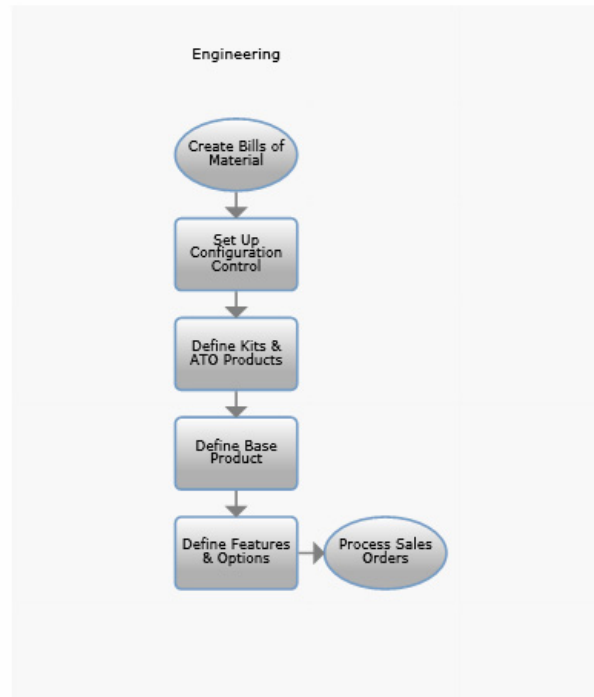 Engineering
Create Bills of
Material
Set Up
Configuration
Control
Define Kits &
ATO Products
Define Base
Product
Define Features
& Options
Process Sales
Orders